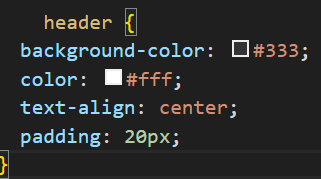 header {
background-color: #333;
color: #fff;
text-align: center;
padding: 20px;
}